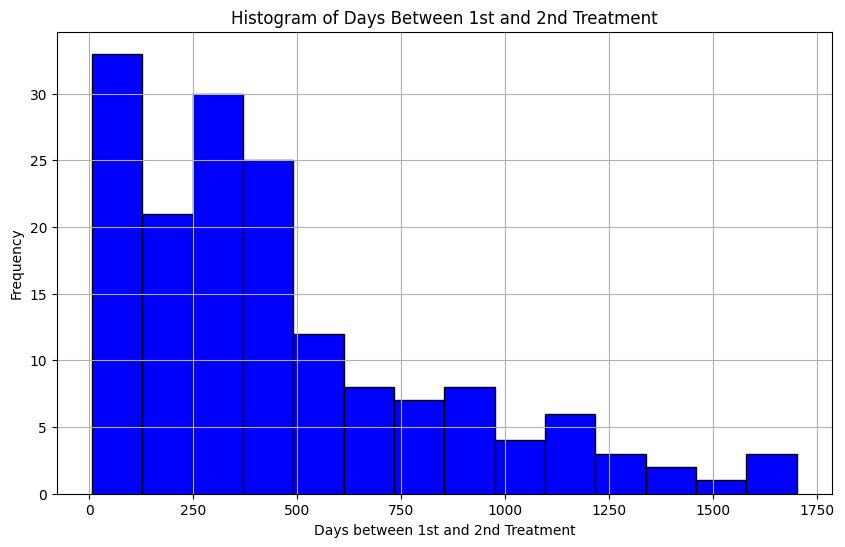 Histogram of Days Between 1st and 2nd Treatment
Frequency
30
25
20
15
10
5
0
0 250 500 750 1000 1250 1500 1750
Days between 1st and 2nd Treatment